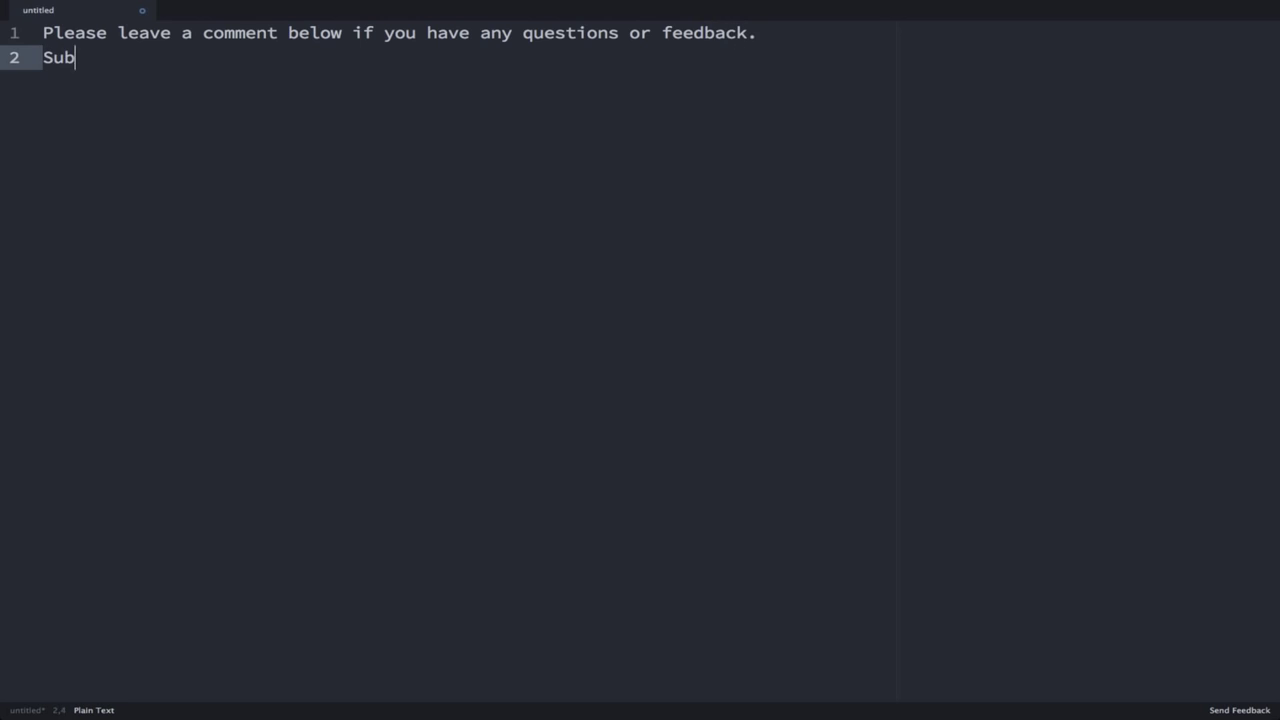 untitled
1 Please leave a comment below if you have any questions or feedback.
2 Sub
untitled* 2,4 Plain Text Send Feedback